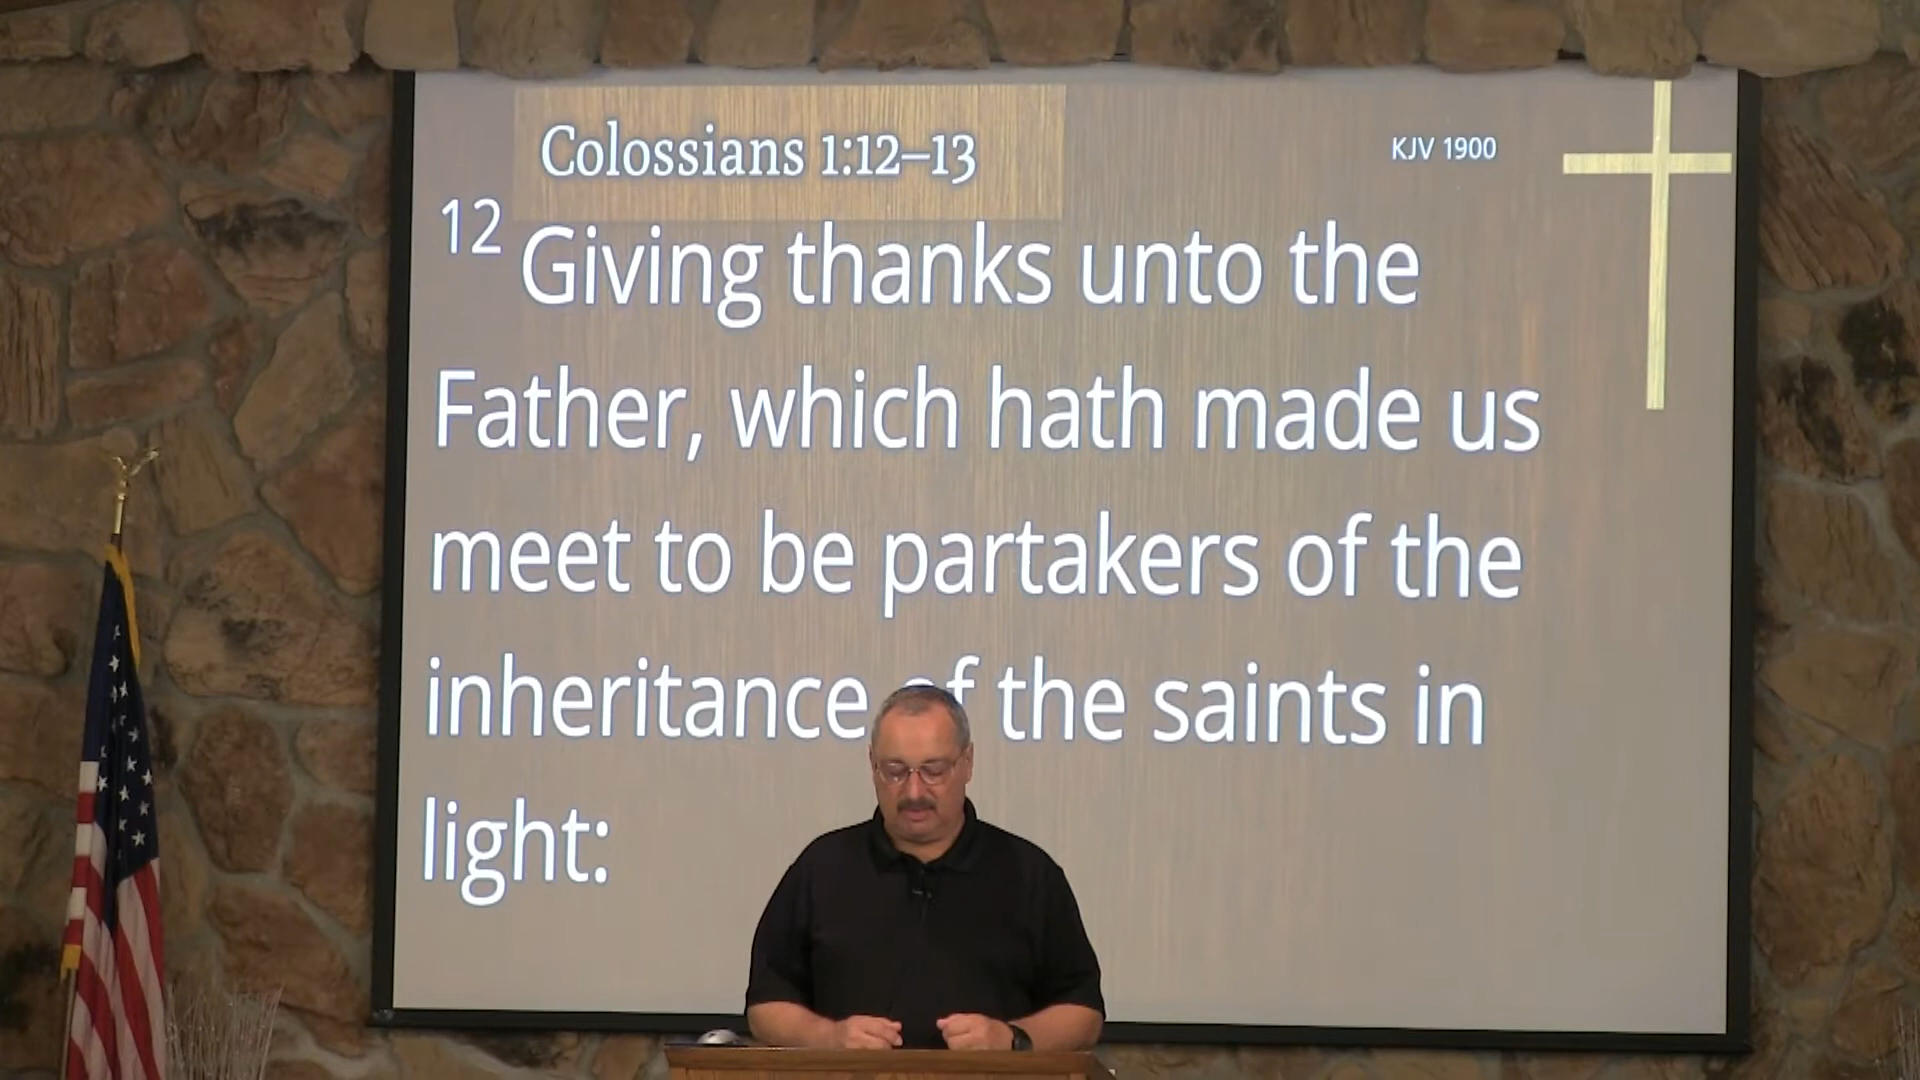 Colossians 1:12–13
KJV 1900
12 Giving thanks unto the
Father, which hath made us
meet to be partakers of the
inheritance of the saints in
light: